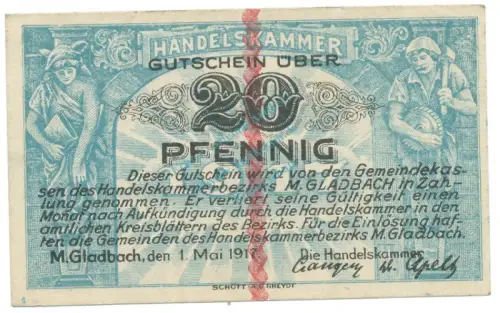 HANDELSKAMMER
GUTSCHEIN ÜBER
20
PFENNIG
Dieser Gutschein wird von den Gemeindekas-
sen des Handelskammerbezirks M.GLADBACH in Zah-
lung genommen. Er verliert seine Gültigkeit einen
Monat nach Aufkündigung durch die Handelskammer in den
amtlichen Kreisblättern des Bezirks. Für die Einlösung haf-
ten die Gemeinden des Handelskammerbezirks M.Gladbach.
M.Gladbach, den 1. Mai 1917. Die Handelskammer